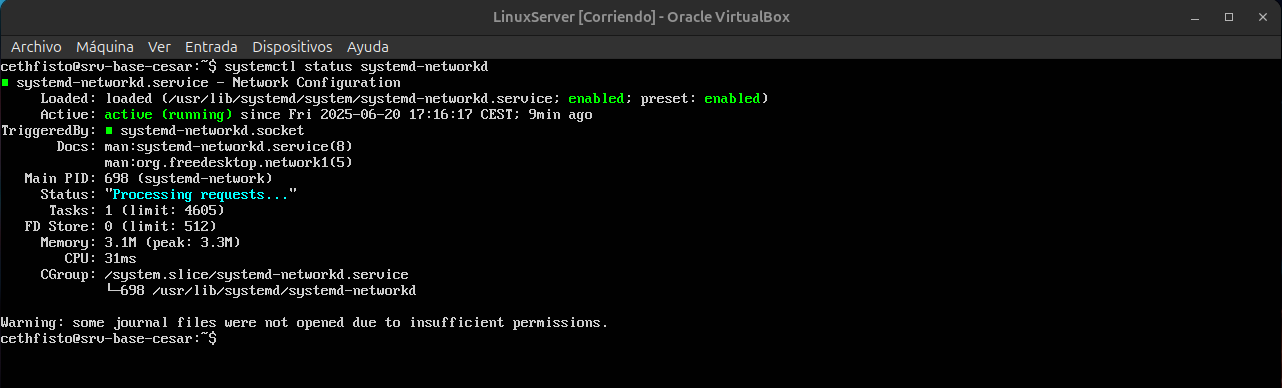 LinuxServer [Corriendo] - Oracle VirtualBox
Archivo Máquina Ver Entrada Dispositivos Ayuda
cethfisto@srv-base-cesar:~$ systemctl status systemd-networkd
systemd-networkd.service - Network Configuration
Loaded: loaded (/usr/lib/systemd/system/systemd-networkd.service; enabled; preset: enabled)
Active: active (running) since Fri 2025-06-20 17:16:17 CEST; 9min ago
TriggeredBy: systemd-networkd.socket
Docs: man:systemd-networkd.service(8)
man:org.freedesktop.network1(5)
Main PID: 698 (systemd-network)
Status: "Processing requests..."
Tasks: 1 (limit: 4605)
FD Store: 0 (limit: 512)
Memory: 3.1M (peak: 3.3M)
CPU: 31ms
CGroup: /system.slice/systemd-networkd.service
└─698 /usr/lib/systemd/systemd-networkd
Warning: some journal files were not opened due to insufficient permissions.
cethfisto@srv-base-cesar:~$